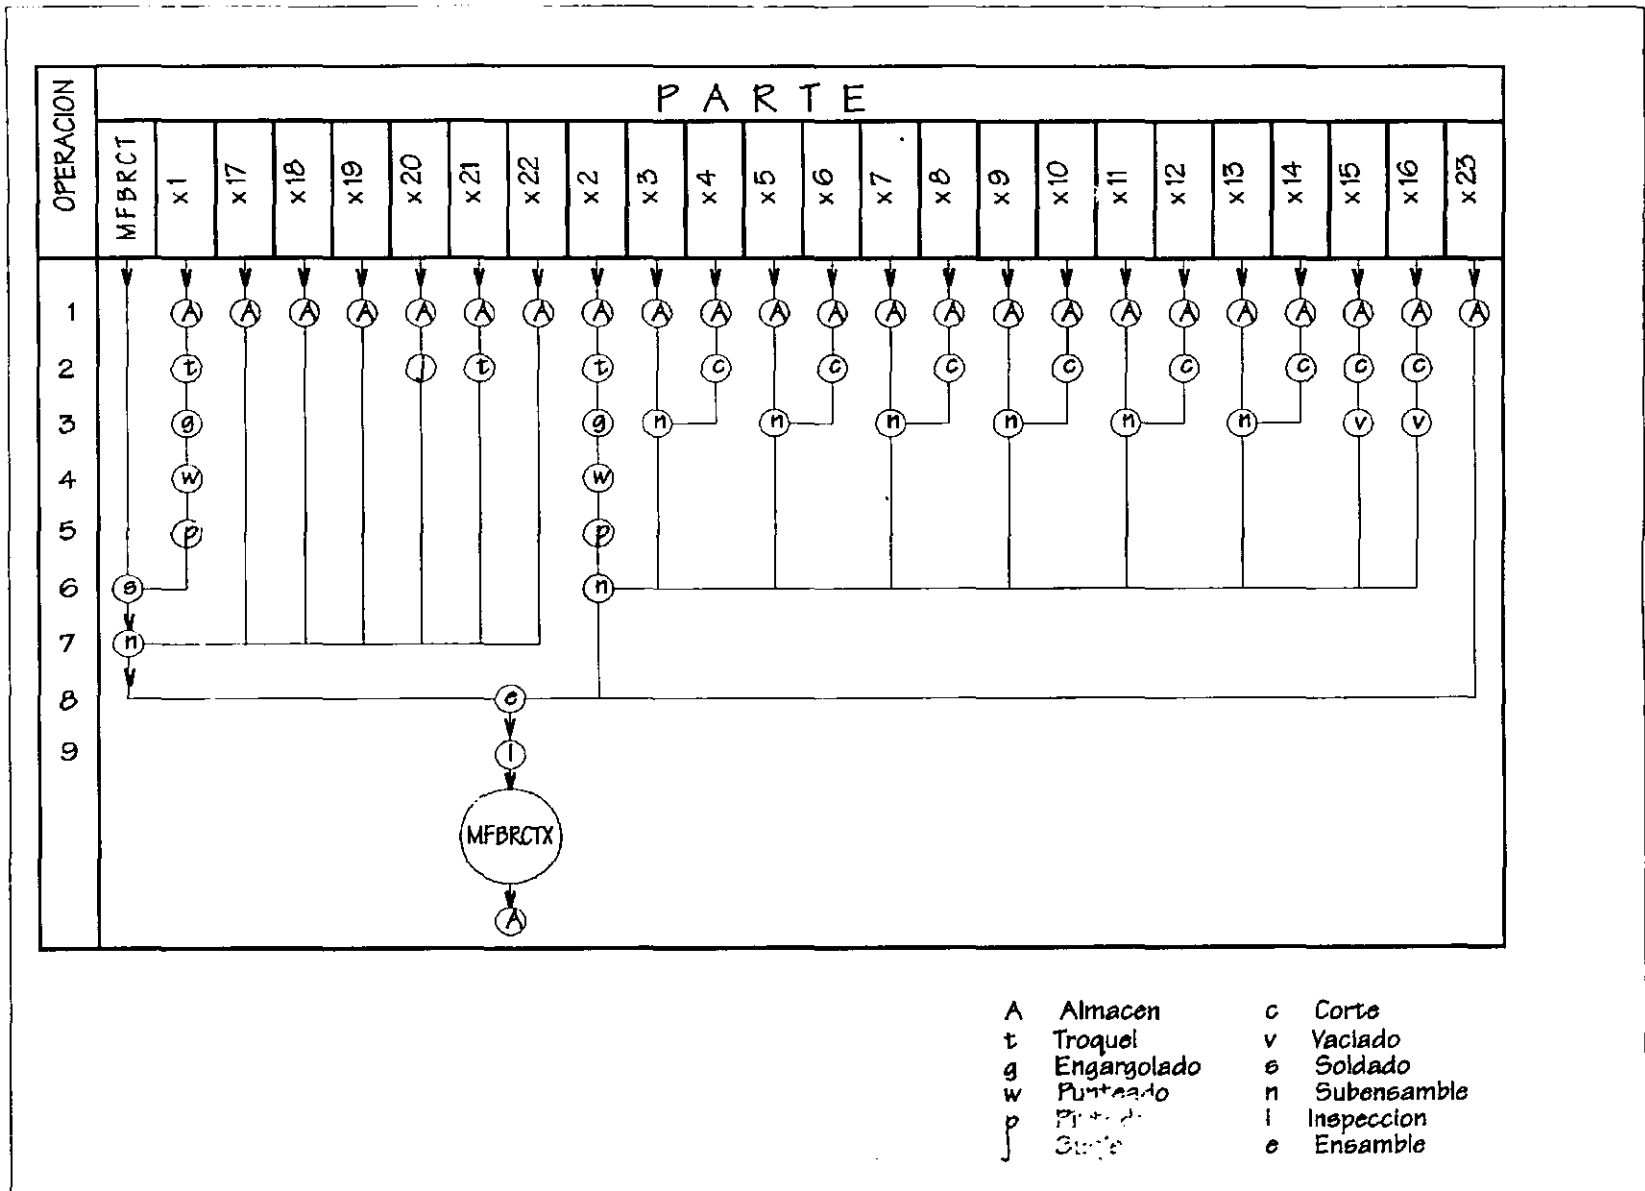 OPERACION
PARTE
MFBRCT x1 x17 x18 x19 x20 x21 x22 x2 x3 x4 x5 x6 x7 x8 x9 x10 x11 x12 x13 x14 x15 x16 x23
1 A A A A A A A A A A A A A A A A A A A A A A A
2 t J t t c c c c c c c c
3 g g n n n n n n v v
4 w w
5 p p
6 s n
7 n
8 e
9 I
MFBRCTX
A
A Almacen c Corte
t Troquel v Vaciado
g Engargolado s Soldado
w Punteado n Subensamble
p I Inspeccion
J e Ensamble